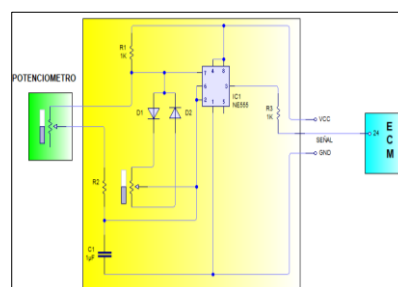 POTENCIOMETRO
R1
1K
7
4
8
6
2
3
1
5
IC1
NE555
D1
D2
R3
1K
R2
C1
1µF
VCC
SEÑAL
GND
24
E
C
M